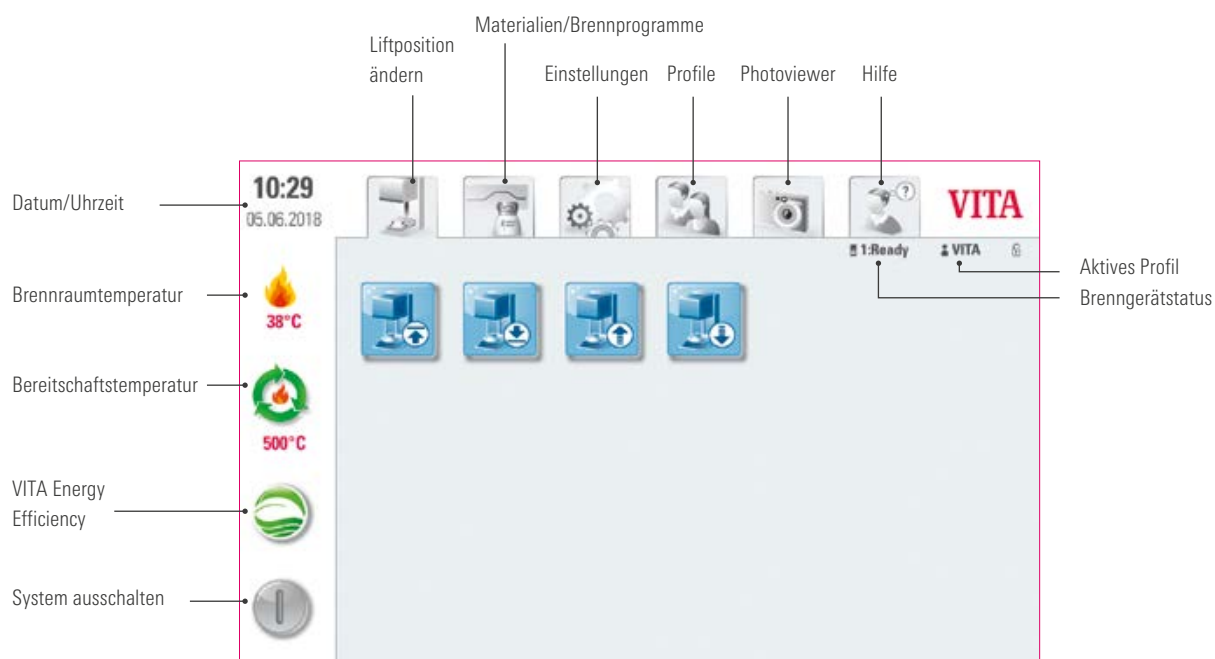 Materialien/Brennprogramme
Liftposition
ändern
Einstellungen
Profile
Photoviewer
Hilfe
Datum/Uhrzeit
10:29
05.06.2018
?
VITA
1:Ready
VITA
Aktives Profil
Brenngerätstatus
Brennraumtemperatur
38°C
Bereitschaftstemperatur
500°C
VITA Energy
Efficiency
System ausschalten